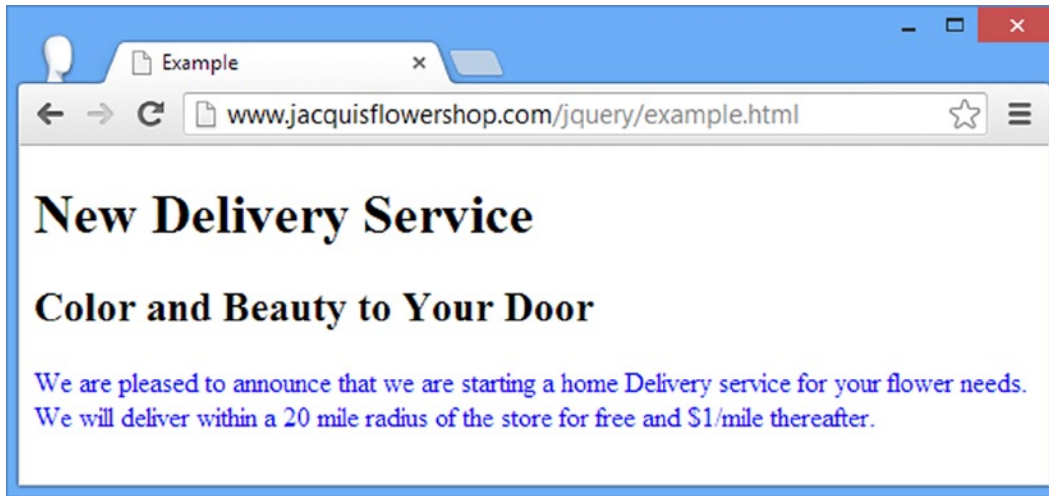 Example
www.jacquisflowershop.com/jquery/example.html
New Delivery Service
Color and Beauty to Your Door
We are pleased to announce that we are starting a home Delivery service for your flower needs.
We will deliver within a 20 mile radius of the store for free and $1/mile thereafter.